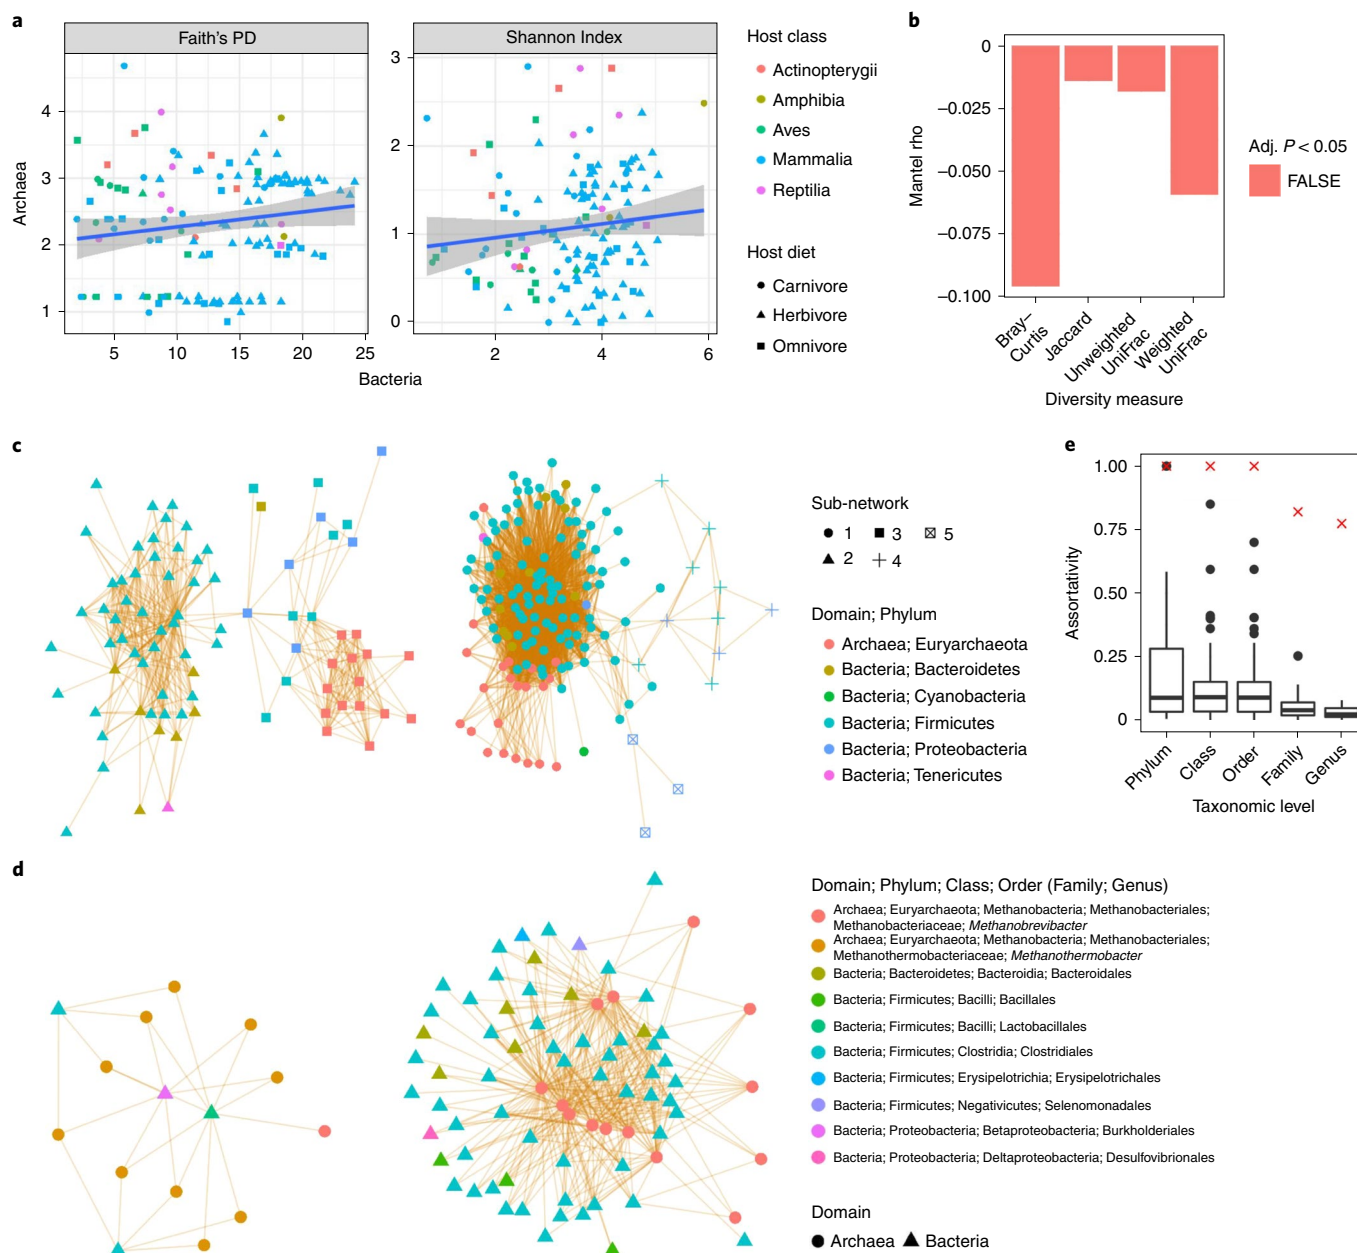 a
Faith's PD
Shannon Index
Archaea
4
3
2
1
3
2
1
0
5
10
15
20
25
2
4
6
Bacteria
Host class
Actinopterygii
Amphibia
Aves
Mammalia
Reptilia
Host diet
Carnivore
Herbivore
Omnivore
b
Mantel rho
0
−0.025
−0.050
−0.075
−0.100
Bray–
Curtis
Jaccard
Unweighted
UniFrac
Weighted
UniFrac
Diversity measure
Adj. P < 0.05
FALSE
c
Sub-network
1
3
5
2
4
Domain; Phylum
Archaea; Euryarchaeota
Bacteria; Bacteroidetes
Bacteria; Cyanobacteria
Bacteria; Firmicutes
Bacteria; Proteobacteria
Bacteria; Tenericutes
e
Assortativity
1.00
0.75
0.50
0.25
0
Phylum
Class
Order
Family
Genus
Taxonomic level
d
Domain; Phylum; Class; Order (Family; Genus)
Archaea; Euryarchaeota; Methanobacteria; Methanobacteriales;
Methanobacteriaceae; Methanobrevibacter
Archaea; Euryarchaeota; Methanobacteria; Methanobacteriales;
Methanothermobacteriaceae; Methanothermobacter
Bacteria; Bacteroidetes; Bacteroidia; Bacteroidales
Bacteria; Firmicutes; Bacilli; Bacillales
Bacteria; Firmicutes; Bacilli; Lactobacillales
Bacteria; Firmicutes; Clostridia; Clostridiales
Bacteria; Firmicutes; Erysipelotrichia; Erysipelotrichales
Bacteria; Firmicutes; Negativicutes; Selenomonadales
Bacteria; Proteobacteria; Betaproteobacteria; Burkholderiales
Bacteria; Proteobacteria; Deltaproteobacteria; Desulfovibrionales
Domain
Archaea
Bacteria